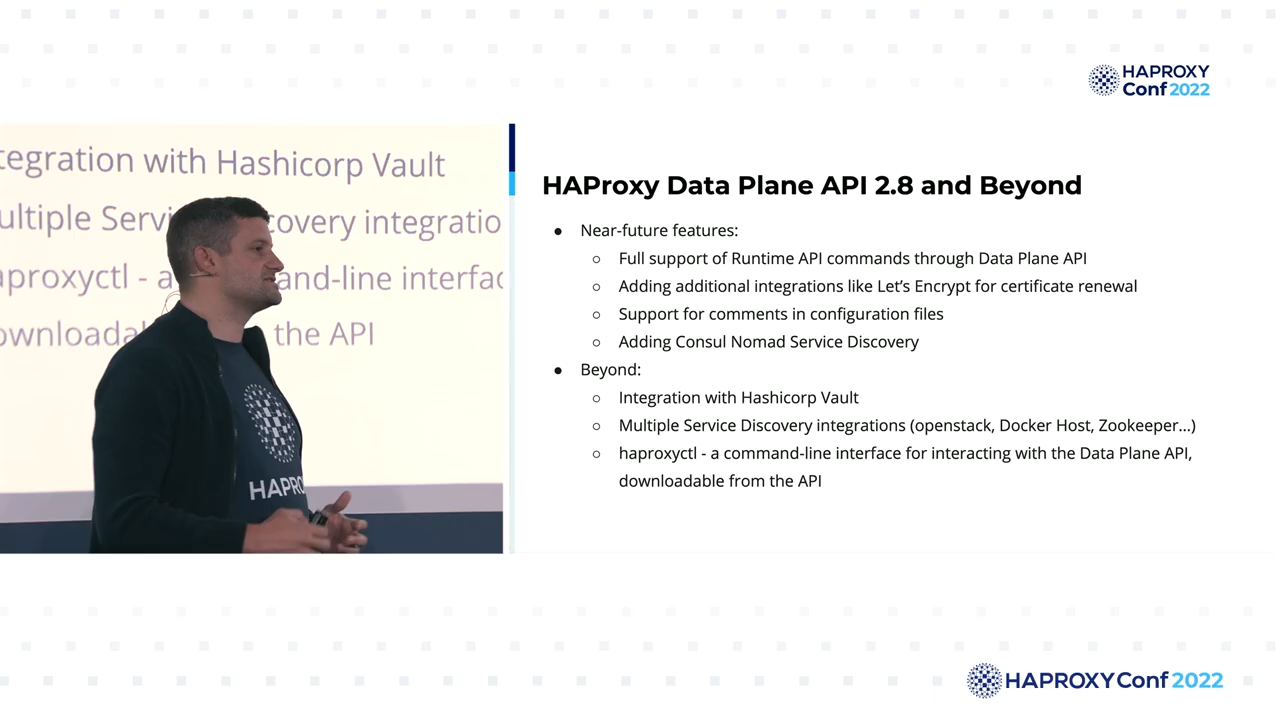 HAPROXY
Conf 2022
tegration with Hashicorp Vault
ultiple Servi covery integratio
aproxyctl - a and-line interfac
ownloada the API
HAPRO
HAProxy Data Plane API 2.8 and Beyond
● Near-future features:
○ Full support of Runtime API commands through Data Plane API
○ Adding additional integrations like Let’s Encrypt for certificate renewal
○ Support for comments in configuration files
○ Adding Consul Nomad Service Discovery
● Beyond:
○ Integration with Hashicorp Vault
○ Multiple Service Discovery integrations (openstack, Docker Host, Zookeeper...)
○ haproxyctl - a command-line interface for interacting with the Data Plane API,
downloadable from the API
HAPROXY Conf 2022